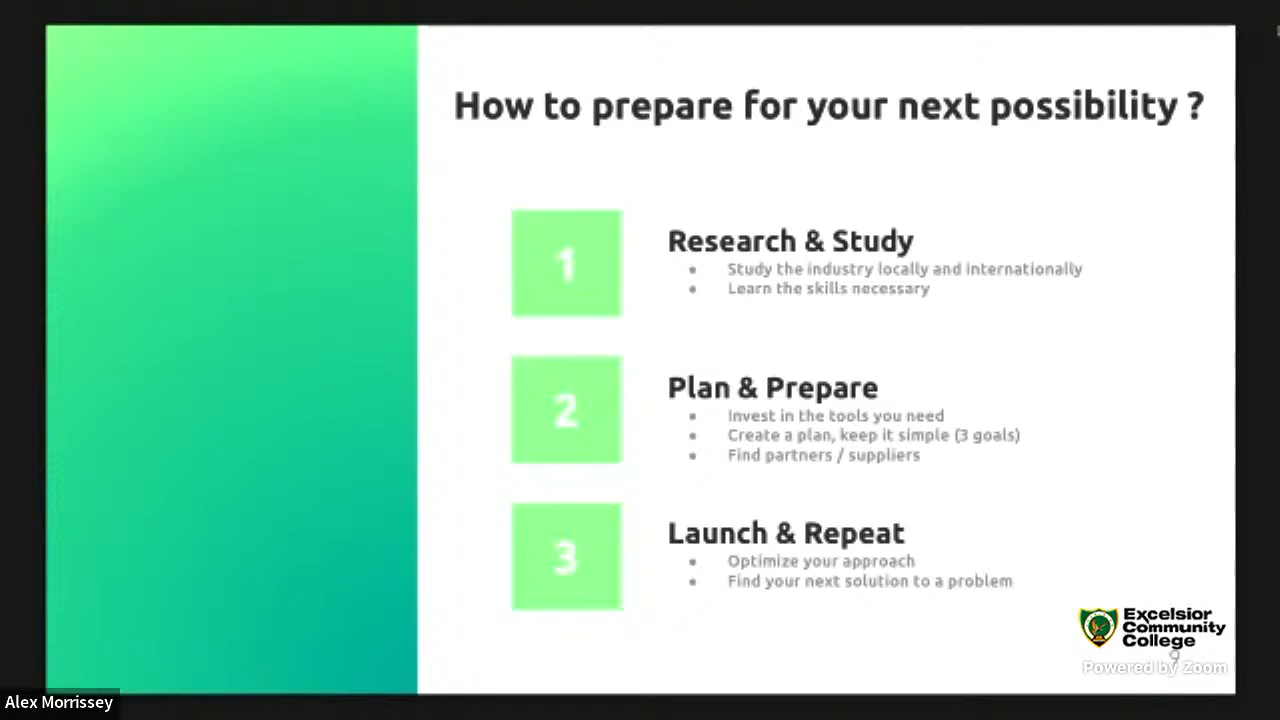 How to prepare for your next possibility ?
1
Research & Study
• Study the industry locally and internationally
• Learn the skills necessary
2
Plan & Prepare
• Invest in the tools you need
• Create a plan, keep it simple (3 goals)
• Find partners / suppliers
3
Launch & Repeat
• Optimize your approach
• Find your next solution to a problem
Excelsior
Community
College
9
Powered by Zoom
Alex Morrissey